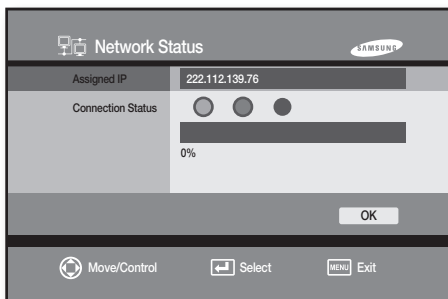 Network Status
SAMSUNG
Assigned IP 222.112.139.76
Connection Status
0%
OK
Move/Control Select MENU Exit